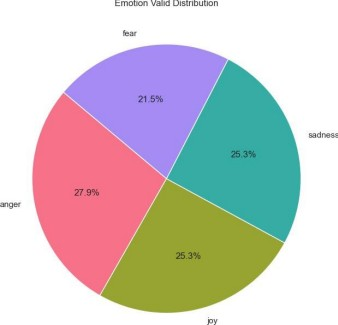 Emotion Valid Distribution
fear
21.5%
sadness
25.3%
anger
27.9%
25.3%
joy